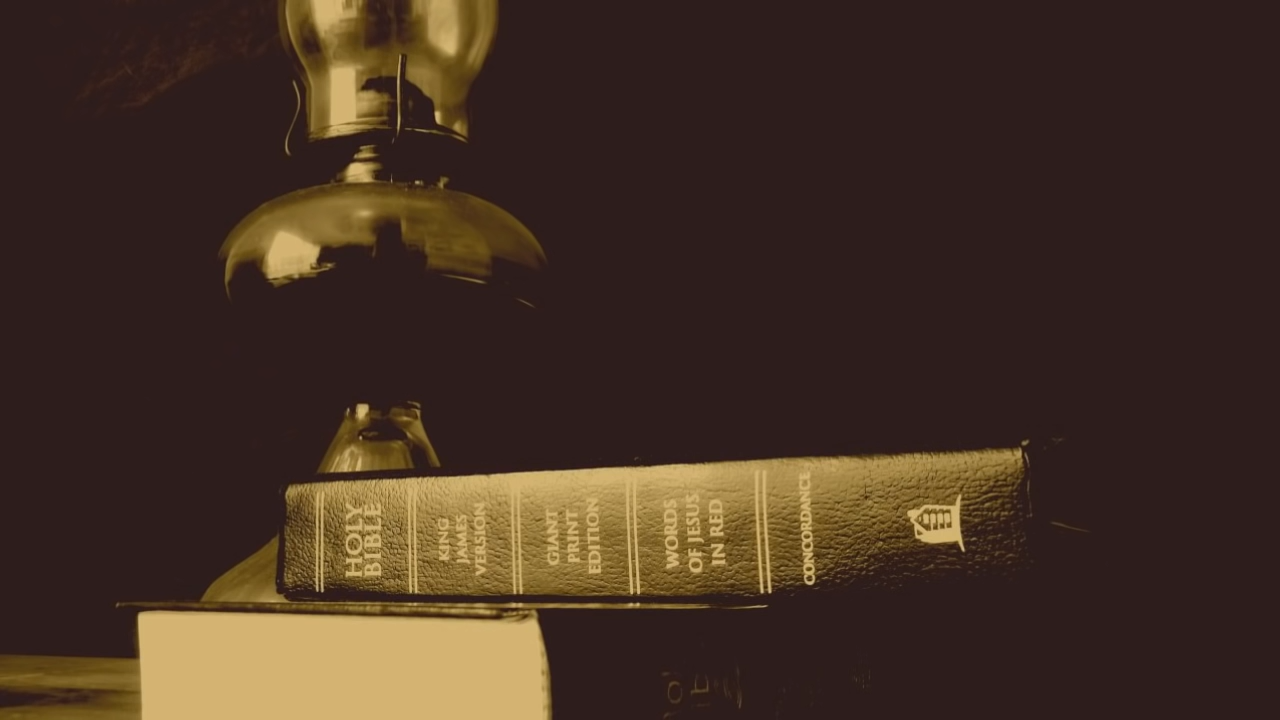 HOLY
BIBLE
KING
JAMES
VERSION
GIANT
PRINT
EDITION
WORDS
OF JESUS
IN RED
CONCORDANCE